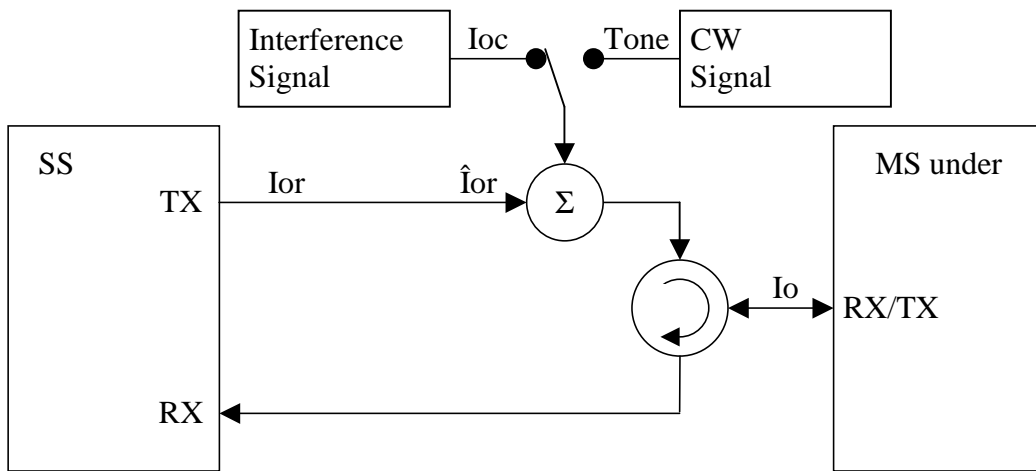 Interference
Signal
Ioc
Tone
CW
Signal
SS
MS under
TX
Ior
Îor
Σ
Io
RX/TX
RX